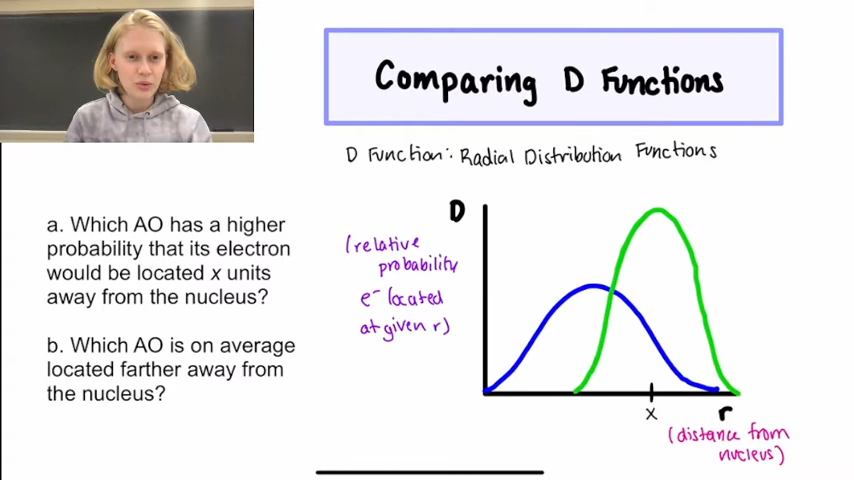 Comparing D Functions
D Function: Radial Distribution Functions
a. Which AO has a higher
probability that its electron
would be located x units
away from the nucleus?
b. Which AO is on average
located farther away from
the nucleus?
D
(relative
probability
e⁻ located
at given r)
x
r
(distance from
nucleus)